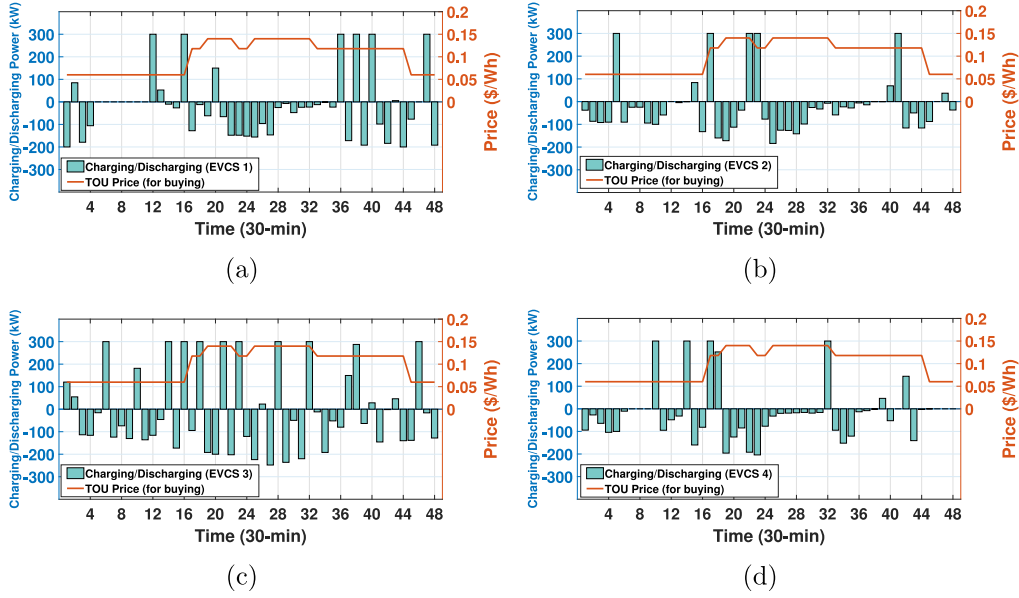 Charging/Discharging Power (kW)
300
200
100
0
-100
-200
-300
0.2
0.15
0.1
0.05
0
Price ($/Wh)
Charging/Discharging (EVCS 1)
TOU Price (for buying)
4 8 12 16 20 24 28 32 36 40 44 48
Time (30-min)
(a)
Charging/Discharging Power (kW)
300
200
100
0
-100
-200
-300
0.2
0.15
0.1
0.05
0
Price ($/Wh)
Charging/Discharging (EVCS 2)
TOU Price (for buying)
4 8 12 16 20 24 28 32 36 40 44 48
Time (30-min)
(b)
Charging/Discharging Power (kW)
300
200
100
0
-100
-200
-300
0.2
0.15
0.1
0.05
0
Price ($/Wh)
Charging/Discharging (EVCS 3)
TOU Price (for buying)
4 8 12 16 20 24 28 32 36 40 44 48
Time (30-min)
(c)
Charging/Discharging Power (kW)
300
200
100
0
-100
-200
-300
0.2
0.15
0.1
0.05
0
Price ($/Wh)
Charging/Discharging (EVCS 4)
TOU Price (for buying)
4 8 12 16 20 24 28 32 36 40 44 48
Time (30-min)
(d)